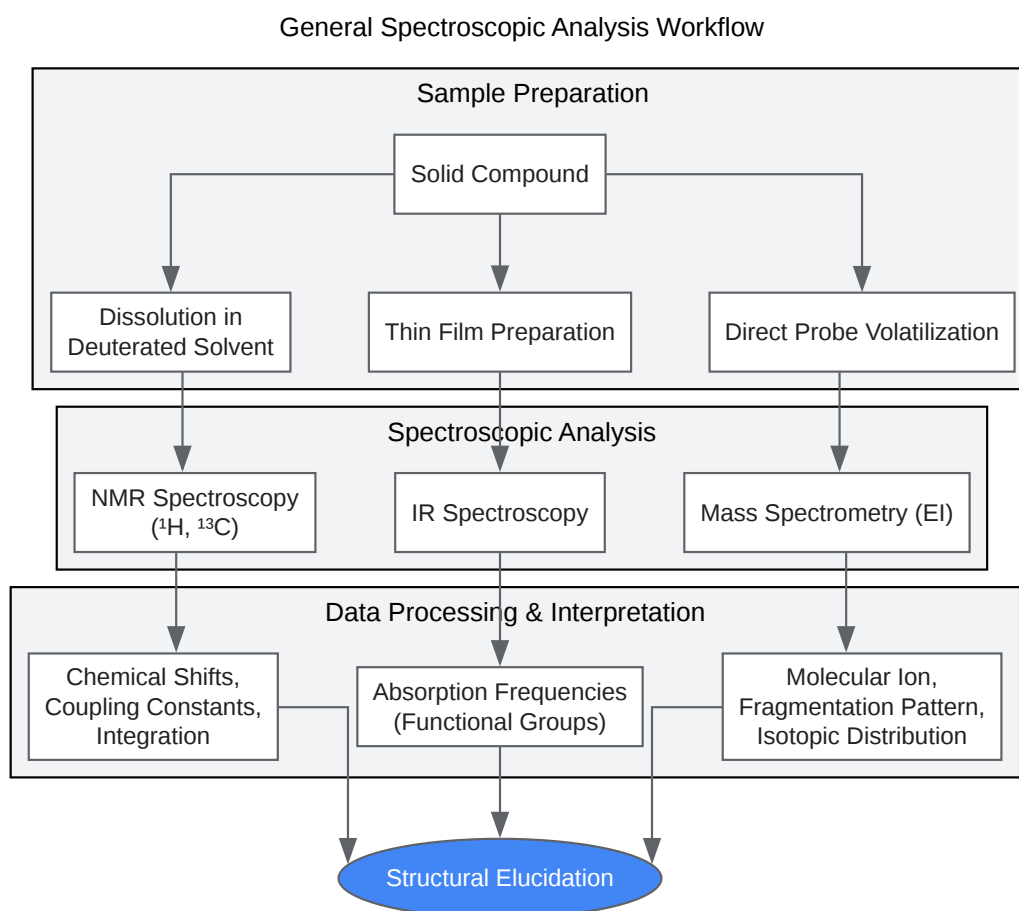 General Spectroscopic Analysis Workflow
Sample Preparation
Solid Compound
Dissolution in
Deuterated Solvent
Thin Film Preparation
Direct Probe Volatilization
Spectroscopic Analysis
NMR Spectroscopy
(¹H, ¹³C)
IR Spectroscopy
Mass Spectrometry (EI)
Data Processing & Interpretation
Chemical Shifts,
Coupling Constants,
Integration
Absorption Frequencies
(Functional Groups)
Molecular Ion,
Fragmentation Pattern,
Isotopic Distribution
Structural Elucidation